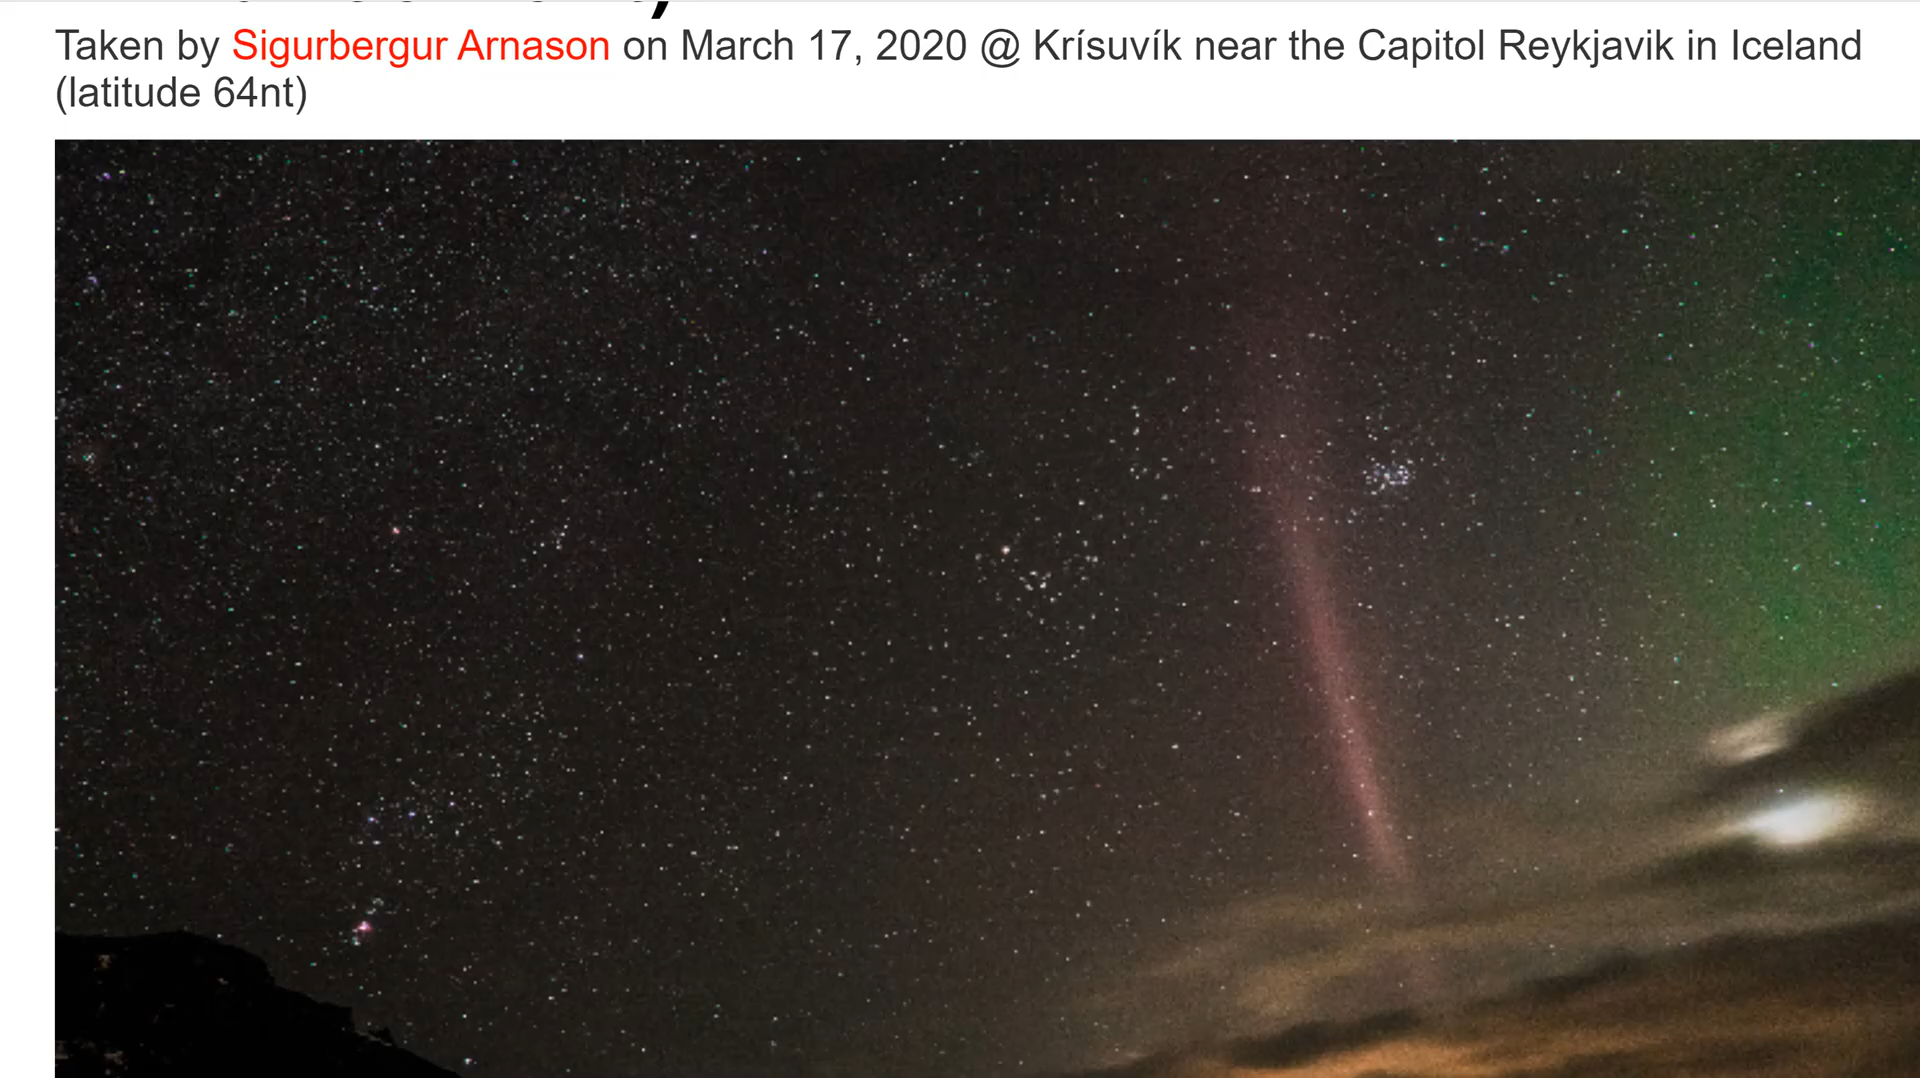 Taken by Sigurbergur Arnason on March 17, 2020 @ Krísuvík near the Capitol Reykjavik in Iceland
(latitude 64nt)